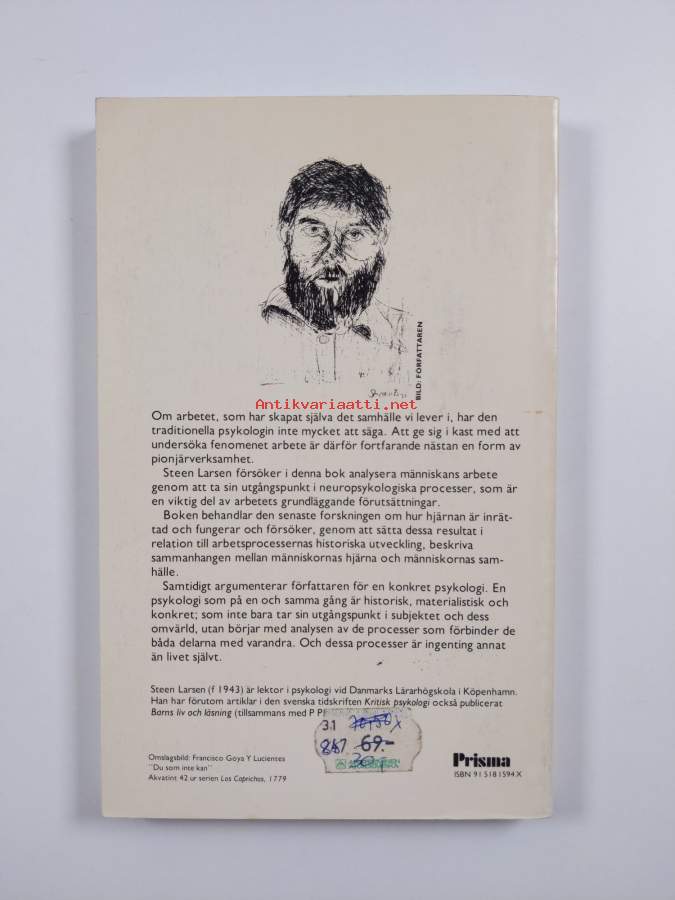 BILD: FÖRFATTAREN
Antikvariaatti.net
Om arbetet, som har skapat själva det samhälle vi lever i, har den
traditionella psykologin inte mycket att säga. Att ge sig i kast med att
undersöka fenomenet arbete är därför fortfarande nästan en form av
pionjärverksamhet.
Steen Larsen försöker i denna bok analysera människans arbete
genom att ta sin utgångspunkt i neuropsykologiska processer, som är
en viktig del av arbetets grundläggande förutsättningar.
Boken behandlar den senaste forskningen om hur hjärnan är inrät-
tad och fungerar och försöker, genom att sätta dessa resultat i
relation till arbetsprocessernas historiska utveckling, beskriva
sammanhangen mellan människornas hjärna och människornas sam-
hälle.
Samtidigt argumenterar författaren för en konkret psykologi. En
psykologi som på en och samma gång är historisk, materialistisk och
konkret; som inte bara tar sin utgångspunkt i subjektet och dess
omvärld, utan börjar med analysen av de processer som förbinder de
båda delarna med varandra. Och dessa processer är ingenting annat
än livet självt.
Steen Larsen (f 1943) är lektor i psykologi vid Danmarks Lärarhögskola i Köpenhamn.
Han har förutom artiklar i den svenska tidskriften Kritisk psykologi också publicerat
Barns liv och läsning (tillsammans med P
31
69.-
Omslagsbild: Francisco Goya Y Lucientes
"Du som inte kan"
Akvatint 42 ur serien Los Caprichos, 1779
Prisma
ISBN 91 518 1594 X